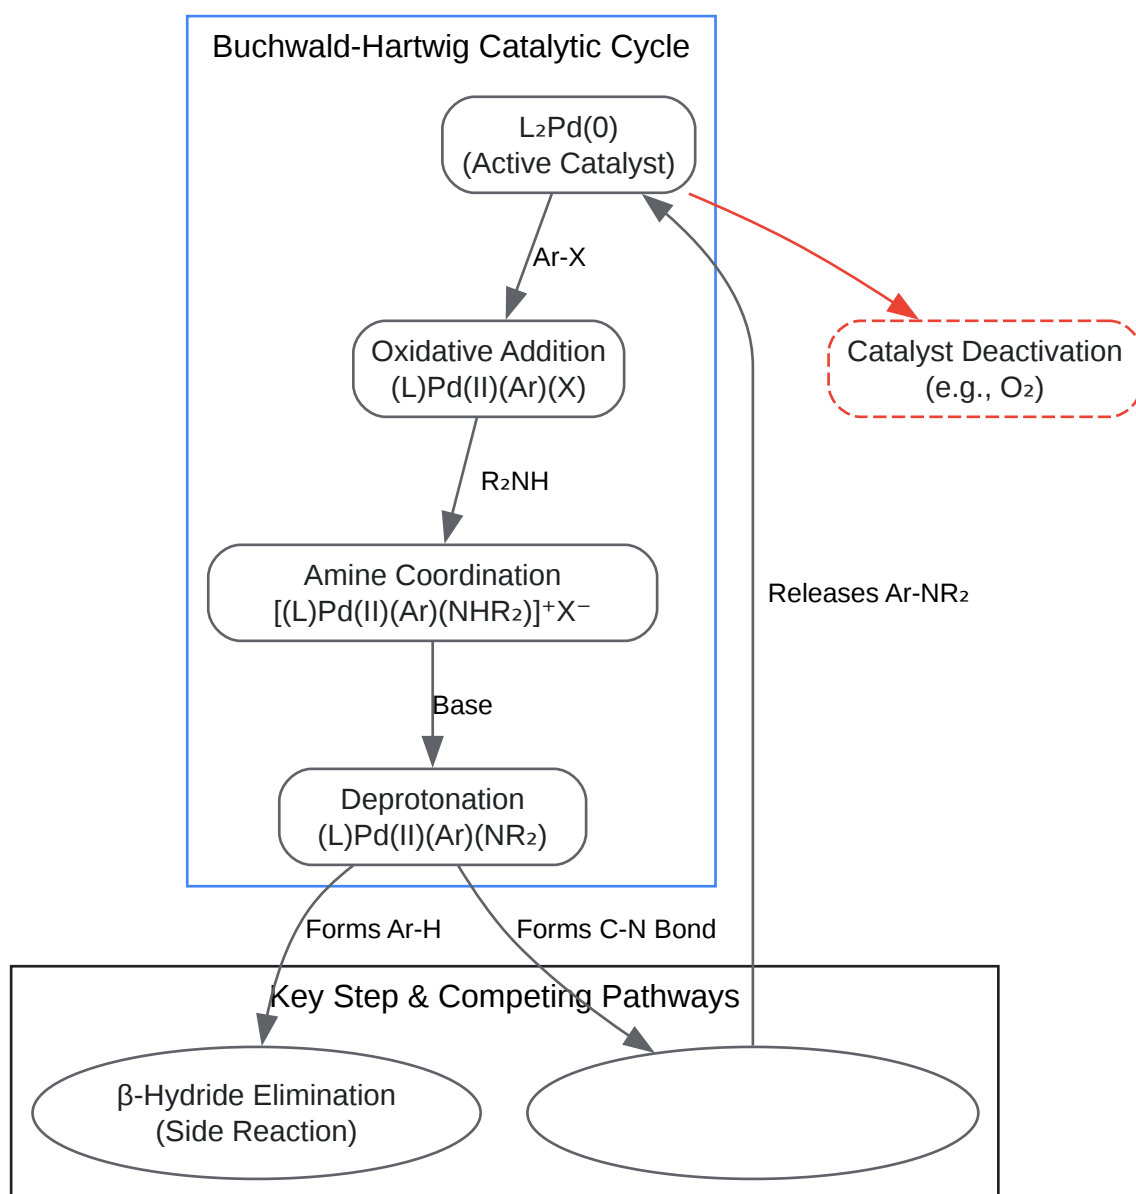 Buchwald-Hartwig Catalytic Cycle
L₂Pd(0)
(Active Catalyst)
Ar-X
Oxidative Addition
(L)Pd(II)(Ar)(X)
Catalyst Deactivation
(e.g., O₂)
R₂NH
Amine Coordination
[(L)Pd(II)(Ar)(NHR₂)]⁺X⁻
Releases Ar-NR₂
Base
Deprotonation
(L)Pd(II)(Ar)(NR₂)
Forms Ar-H
Forms C-N Bond
Key Step & Competing Pathways
β-Hydride Elimination
(Side Reaction)